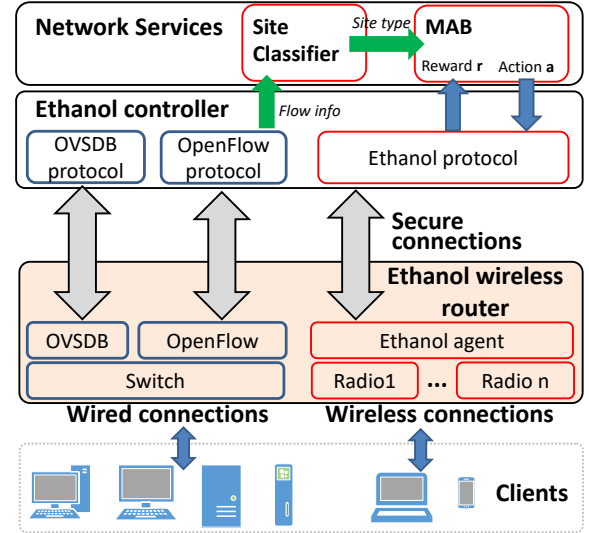 Network Services
Site
Classifier
Site type
MAB
Reward r
Action a
Ethanol controller
Flow info
OVSDB
protocol
OpenFlow
protocol
Ethanol protocol
Secure
connections
Ethanol wireless
router
OVSDB
OpenFlow
Ethanol agent
Switch
Radio1
...
Radio n
Wired connections
Wireless connections
Clients